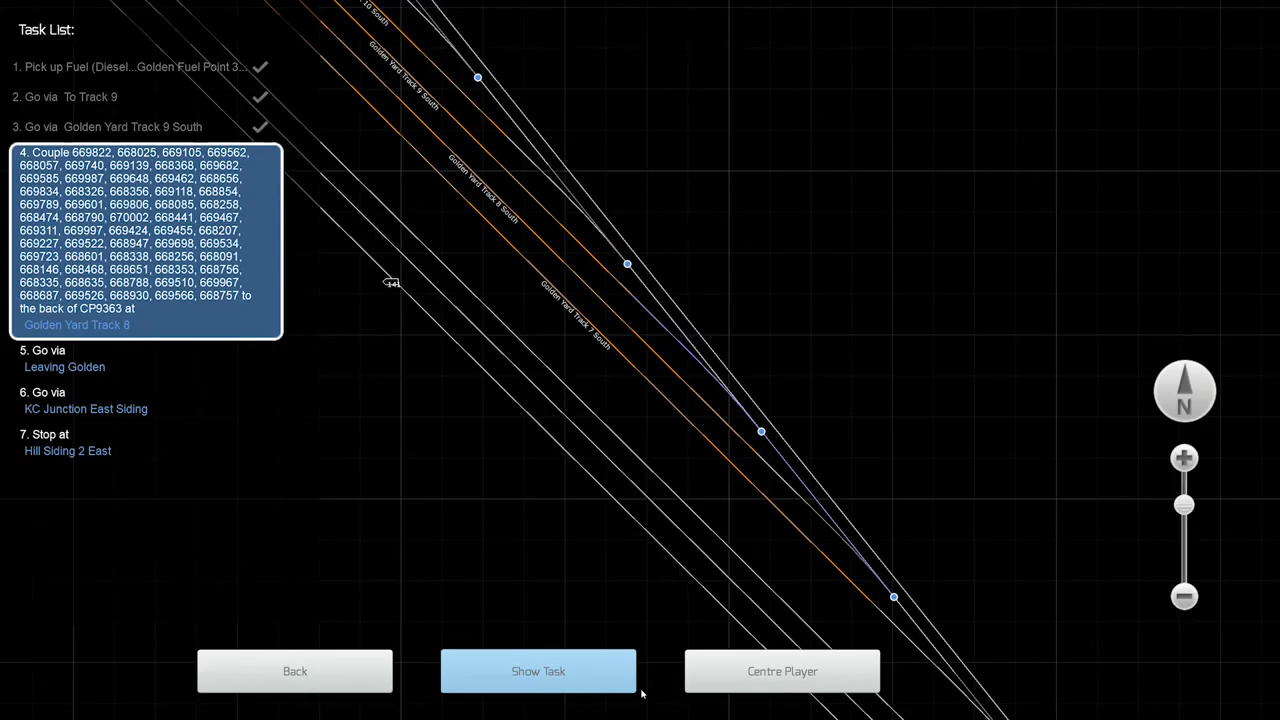 Task List:
1. Pick up Fuel (Diesel...Golden Fuel Point 3...
2. Go via To Track 9
3. Go via Golden Yard Track 9 South
4. Couple 669822, 668025, 669105, 669562,
668057, 669740, 669139, 668368, 669682,
669585, 669987, 669648, 669462, 668656,
669834, 668326, 668356, 669118, 668854,
669789, 669601, 669806, 668085, 668258,
668474, 668790, 670002, 668441, 669467,
669311, 669997, 669424, 669455, 668207,
669227, 669522, 668947, 669698, 669534,
669723, 668601, 668338, 668256, 668091,
668146, 668468, 668651, 668353, 668756,
668335, 668635, 668788, 669510, 669967,
668687, 669526, 668930, 669566, 668757 to
the back of CP9363 at
Golden Yard Track 8
5. Go via
Leaving Golden
6. Go via
KC Junction East Siding
7. Stop at
Hill Siding 2 East
10 South
Golden Yard Track 9 South
Golden Yard Track 8 South
Golden Yard Track 7 South
141
N
Back
Show Task
Centre Player